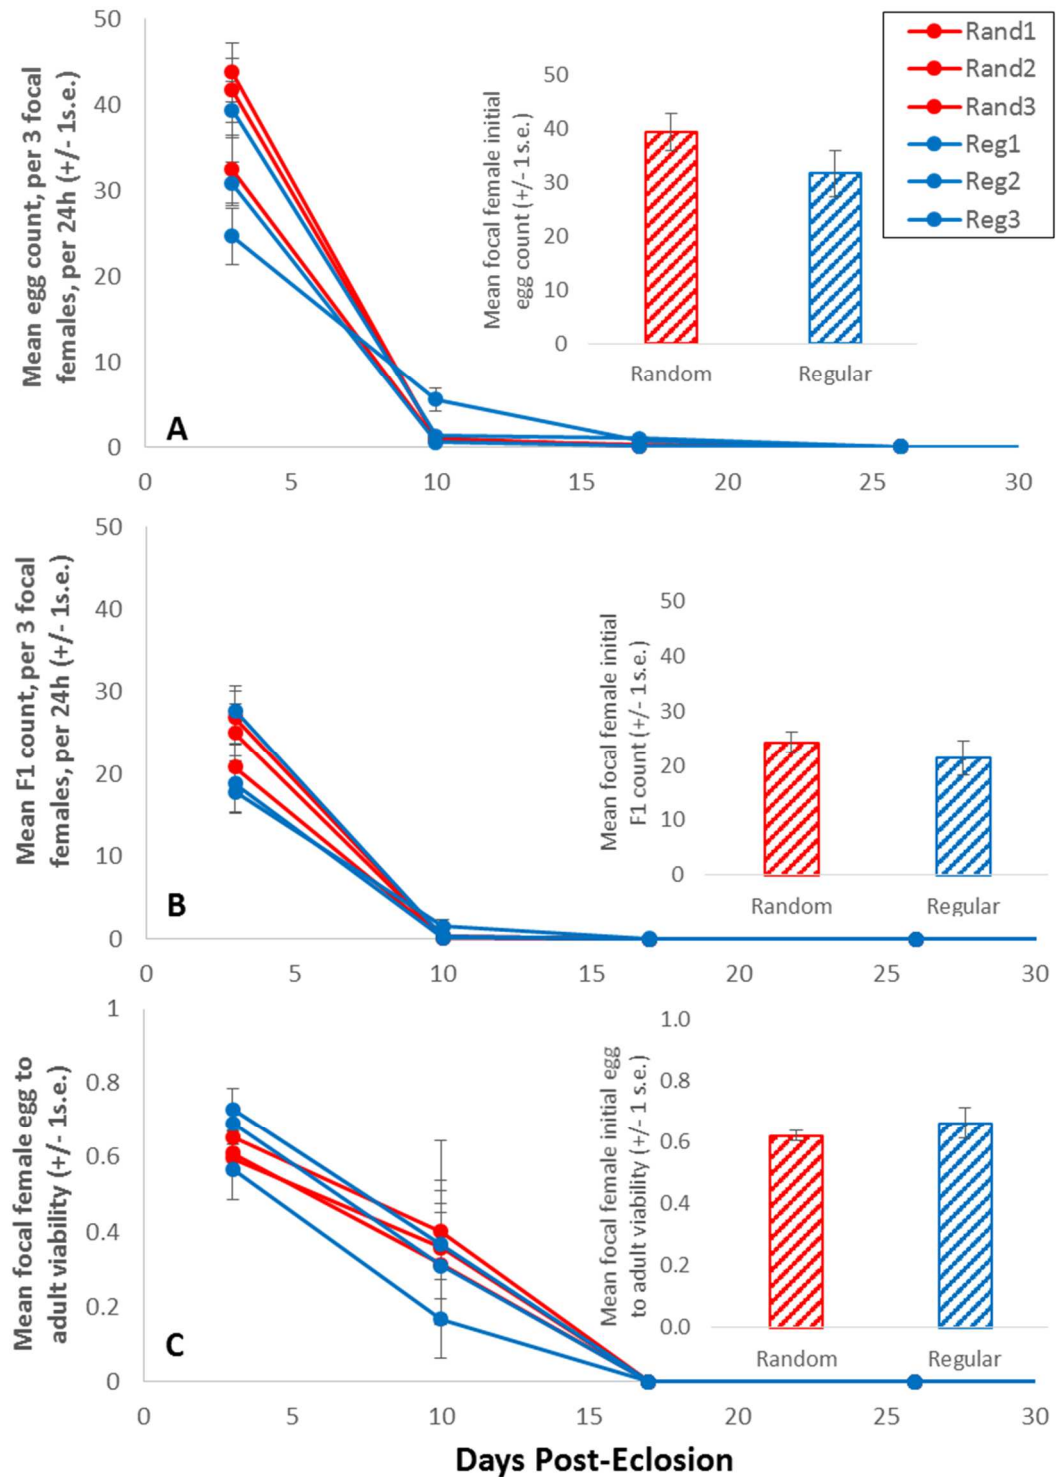 Mean egg count, per 3 focal
females, per 24h (+/- 1s.e.)
50
40
30
20
10
0
0 5 10 15 20 25 30
A
Mean focal female initial
egg count (+/- 1 s.e.)
50
40
30
20
10
0
Random Regular
Rand1
Rand2
Rand3
Reg1
Reg2
Reg3
Mean F1 count, per 3 focal
females, per 24h (+/- 1s.e.)
50
40
30
20
10
0
0 5 10 15 20 25 30
B
Mean focal female initial
F1 count (+/- 1 s.e.)
50
40
30
20
10
0
Random Regular
Mean focal female egg to
adult viability (+/- 1s.e.)
1
0.8
0.6
0.4
0.2
0
0 5 10 15 20 25 30
C
Mean focal female initial egg
to adult viability (+/- 1 s.e.)
1.0
0.8
0.6
0.4
0.2
0.0
Random Regular
Days Post-Eclosion